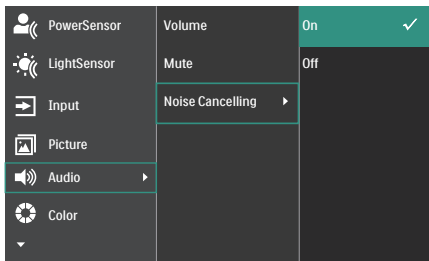 PowerSensor
LightSensor
Input
Picture
Audio
Color
Volume
Mute
Noise Cancelling
On
Off